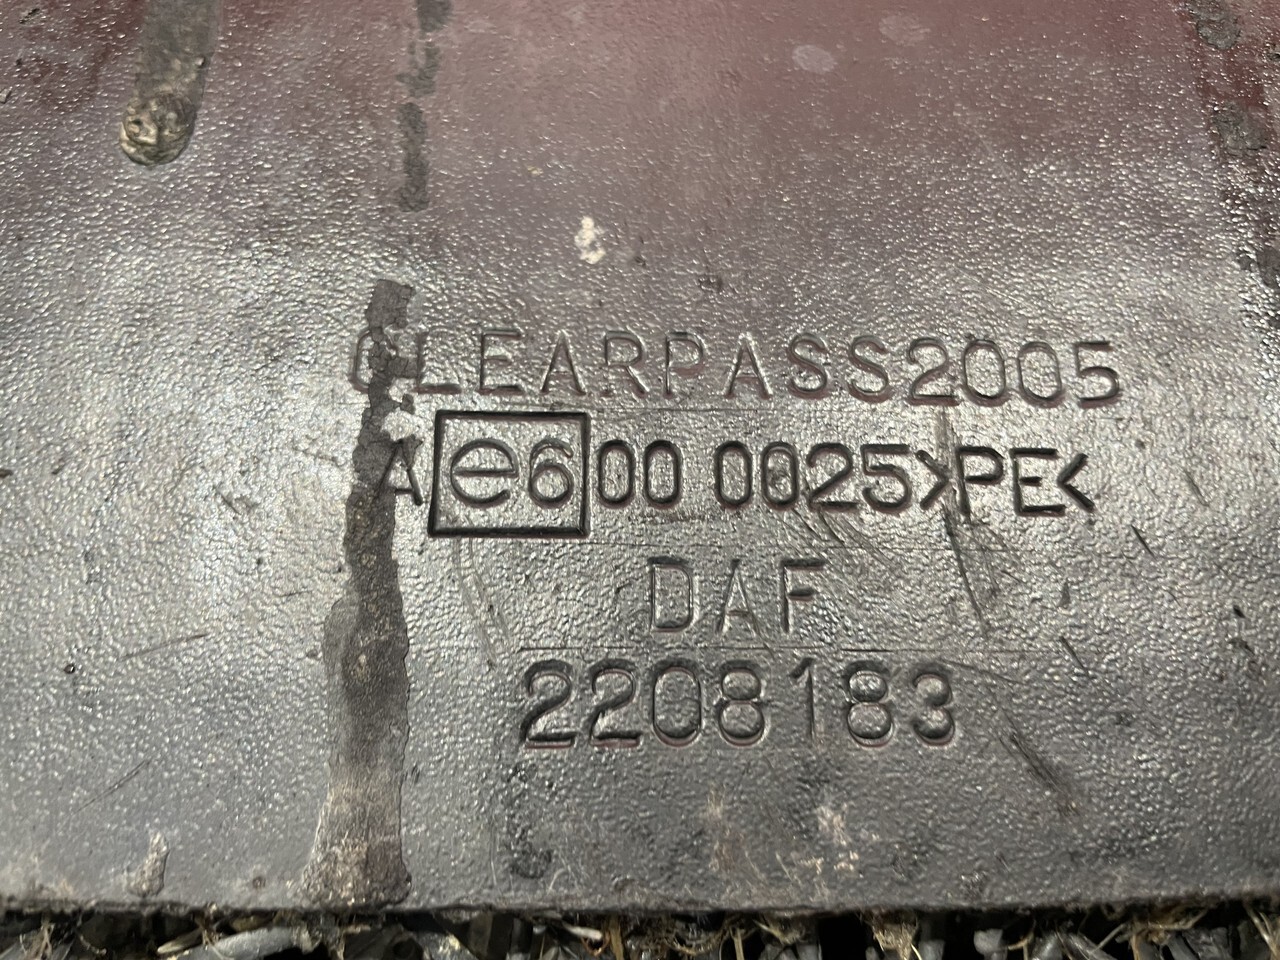 CLEARPASS2005
A e6 00 0025>PE<
DAF
2208183